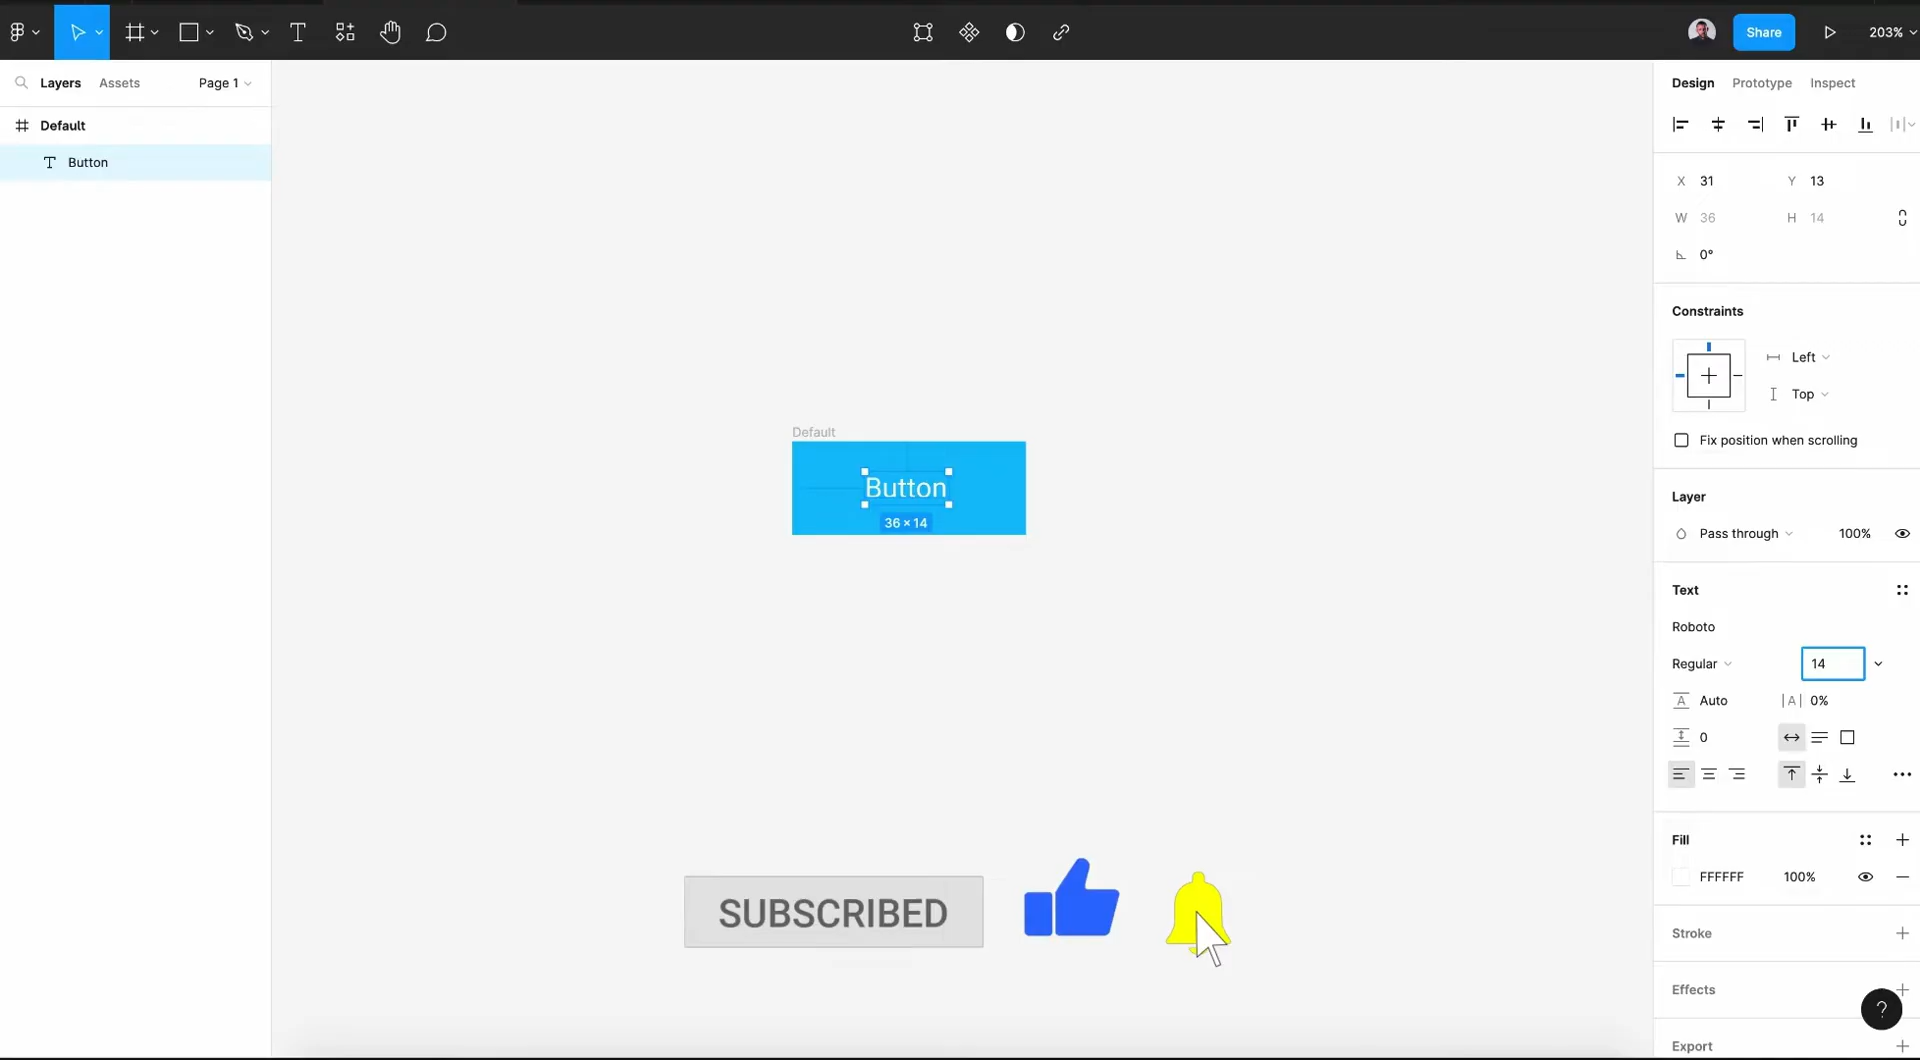 Share
203%
Layers
Assets
Page 1
Design
Prototype
Inspect
Default
Button
X
31
Y
13
W
36
H
14
0°
Constraints
Left
Top
Fix position when scrolling
Default
Button
36 × 14
Layer
Pass through
100%
Text
Roboto
Regular
14
Auto
0%
0
Fill
FFFFFF
100%
SUBSCRIBED
Stroke
Effects
?
Export